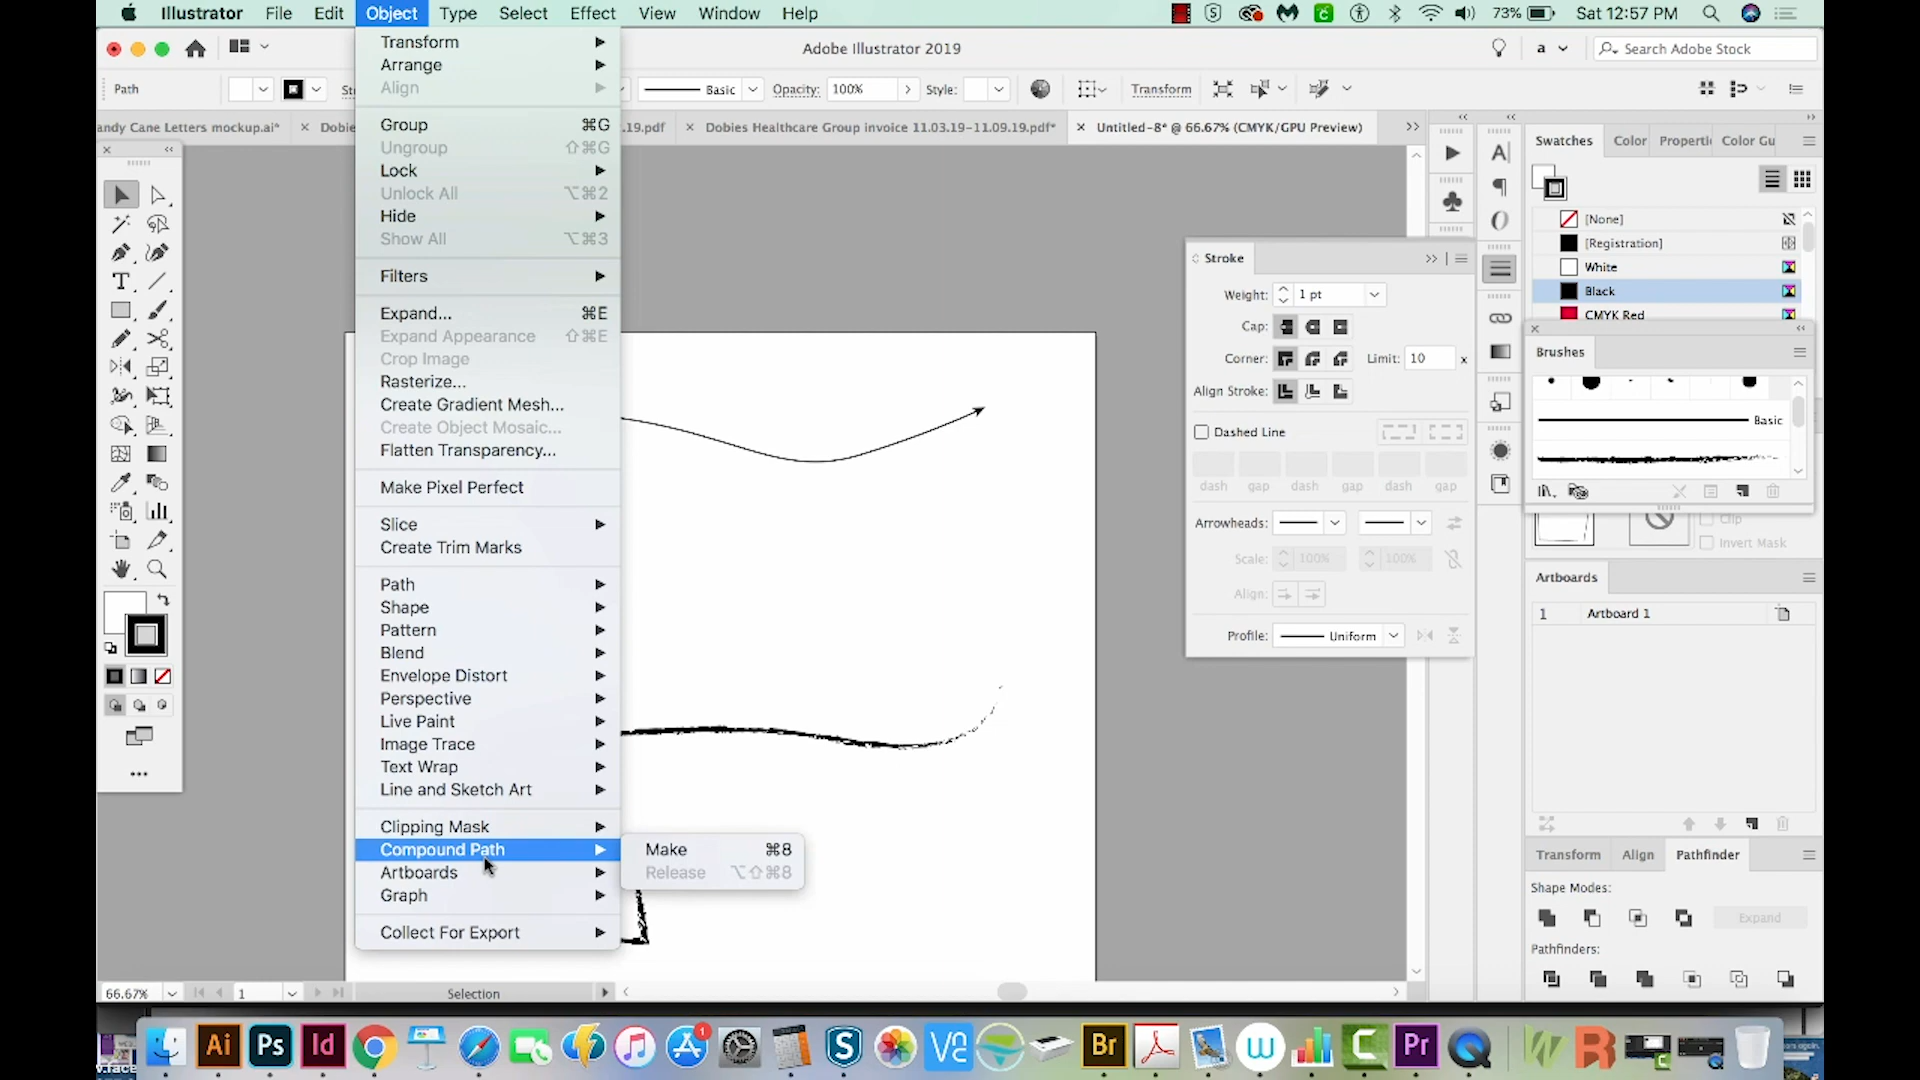 Illustrator File Edit Object Type Select Effect View Window Help
73% Sat 12:57 PM
Adobe Illustrator 2019
a
Search Adobe Stock
Path
Basic
Opacity: 100%
Style:
Transform
andy Cane Letters mockup.ai*
Dobie
.19.pdf
Dobies Healthcare Group invoice 11.03.19-11.09.19.pdf*
Untitled-8* @ 66.67% (CMYK/GPU Preview)
Transform
Arrange
Align
Group ⌘G
Ungroup ⇧⌘G
Lock
Unlock All ⌥⌘2
Hide
Show All ⌥⌘3
Filters
Expand... ⌘E
Expand Appearance ⇧⌘E
Crop Image
Rasterize...
Create Gradient Mesh...
Create Object Mosaic...
Flatten Transparency...
Make Pixel Perfect
Slice
Create Trim Marks
Path
Shape
Pattern
Blend
Envelope Distort
Perspective
Live Paint
Image Trace
Text Wrap
Line and Sketch Art
Clipping Mask
Compound Path
Artboards
Graph
Collect For Export
Make ⌘8
Release ⌥⇧⌘8
Stroke
Weight: 1 pt
Cap:
Corner: Limit: 10 x
Align Stroke:
Dashed Line
dash gap dash gap dash gap
Arrowheads:
Scale: 100% 100%
Align:
Profile: Uniform
Swatches Color Properti Color Gu
[None]
[Registration]
White
Black
CMYK Red
Brushes
Basic
Clip
Invert Mask
Artboards
1 Artboard 1
Transform Align Pathfinder
Shape Modes:
Expand
Pathfinders:
66.67% 1 Selection
Ai Ps Id 1 S Br W C Pr